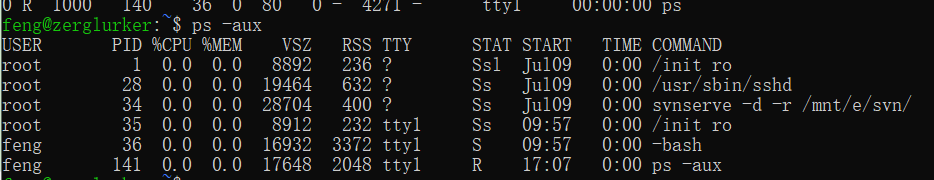 0 R  1000   140    36  0  80   0 -  4271 -      tty1     00:00:00 ps
feng@zerglurker:~$ ps -aux
USER       PID %CPU %MEM    VSZ   RSS TTY      STAT START   TIME COMMAND
root         1  0.0  0.0   8892   236 ?        Ssl  Jul09   0:00 /init ro
root        28  0.0  0.0  19464   632 ?        Ss   Jul09   0:00 /usr/sbin/sshd
root        34  0.0  0.0  28704   400 ?        Ss   Jul09   0:00 svnserve -d -r /mnt/e/svn/
root        35  0.0  0.0   8912   232 tty1     Ss   09:57   0:00 /init ro
feng        36  0.0  0.0  16932  3372 tty1     S    09:57   0:00 -bash
feng       141  0.0  0.0  17648  2048 tty1     R    17:07   0:00 ps -aux
feng@zerglurker:~$